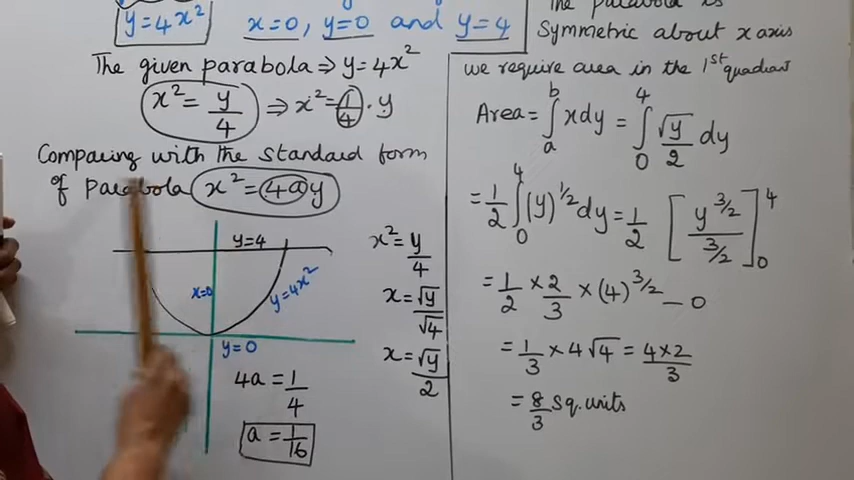 y=4x²
x=0, y=0 and y=4
The given parabola ⇒ y=4x²
x² = y/4 ⇒ x² = 1/4 · y
Comparing with the standard form
of parabola x² = 4ay
y=4
x=0
y=4x²
y=0
4a = 1/4
a = 1/16
x² = y/4
x = √y/√4
x = √y/2
The parabola is
Symmetric about x axis
we require area in the 1st quadrant
Area = ∫ₐᵇ x dy = ∫₀⁴ √y/2 dy
= 1/2 ∫₀⁴ (y)^1/2 dy = 1/2 [y^3/2 / 3/2]₀⁴
= 1/2 × 2/3 × (4)^3/2 — 0
= 1/3 × 4√4 = 4×2/3
= 8/3 Sq. units